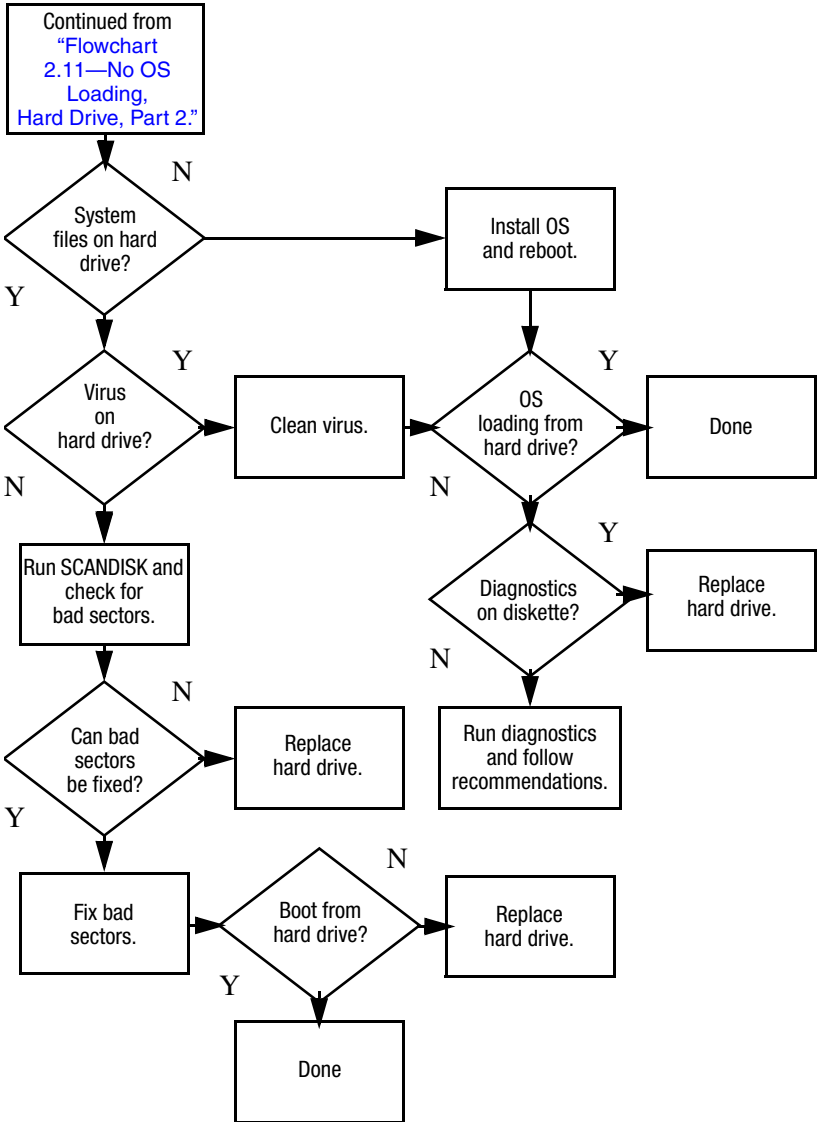 Continued from
“Flowchart
2.11—No OS
Loading,
Hard Drive, Part 2.”
N
System
files on hard
drive?
Install OS
and reboot.
Y
Y
Virus
on
hard drive?
Clean virus.
Y
OS
loading from
hard drive?
Done
N
N
Run SCANDISK and
check for
bad sectors.
Y
Diagnostics
on diskette?
Replace
hard drive.
N
N
Can bad
sectors
be fixed?
Replace
hard drive.
Run diagnostics
and follow
recommendations.
Y
Fix bad
sectors.
N
Boot from
hard drive?
Replace
hard drive.
Y
Done